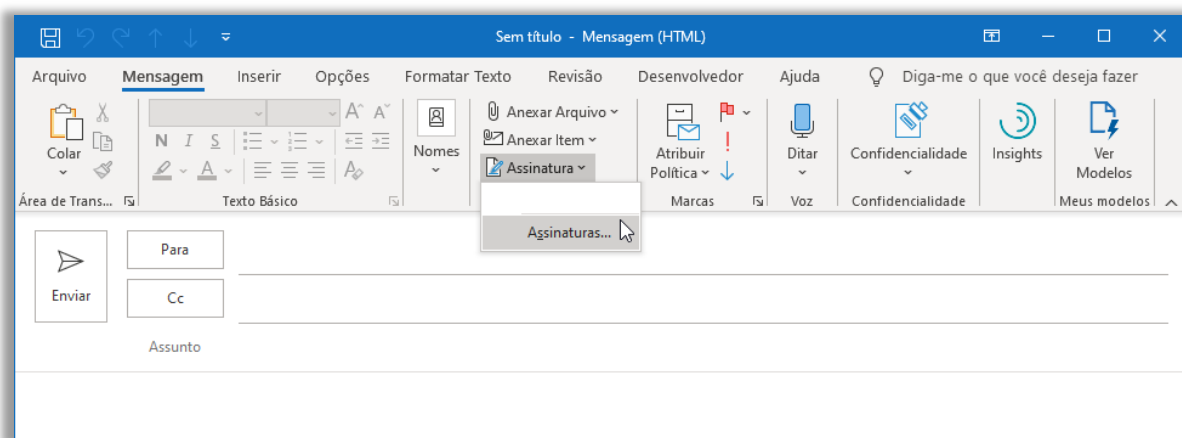 Sem título - Mensagem (HTML)
Arquivo Mensagem Inserir Opções Formatar Texto Revisão Desenvolvedor Ajuda Diga-me o que você deseja fazer
Colar
N I S
A A
A
Nomes
Anexar Arquivo
Anexar Item
Assinatura
Atribuir
Política
Ditar
Confidencialidade
Insights
Ver
Modelos
Área de Trans... Texto Básico Marcas Voz Confidencialidade Meus modelos
Assinaturas...
Enviar
Para
Cc
Assunto